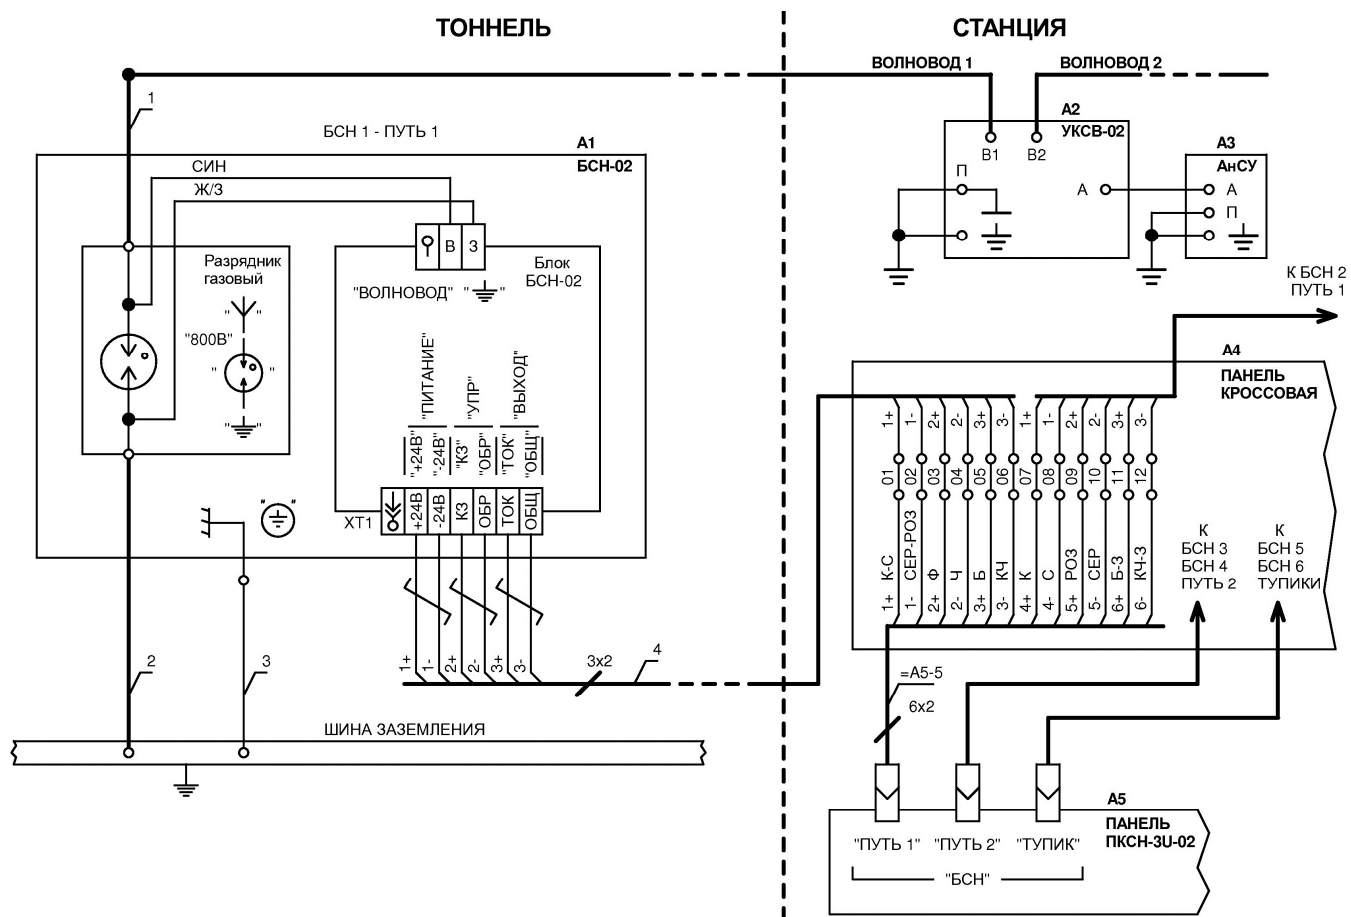 ТОННЕЛЬ
СТАНЦИЯ
ВОЛНОВОД 1
ВОЛНОВОД 2
1
БСН 1 - ПУТЬ 1
A1
БСН-02
СИН
Ж/З
Разрядник
газовый
"800В"
В
З
Блок
БСН-02
"ВОЛНОВОД"
"ПИТАНИЕ"
"УПР"
"ВЫХОД"
"+24В"
"-24В"
"КЗ"
"ОБР"
"ТОК"
"ОБЩ"
XT1
+24В
-24В
КЗ
ОБР
ТОК
ОБЩ
1+
1-
2+
2-
3+
3-
3x2
4
2
3
ШИНА ЗАЗЕМЛЕНИЯ
A2
УКСВ-02
В1
В2
П
А
A3
АнСУ
А
П
К БСН 2
ПУТЬ 1
A4
ПАНЕЛЬ
КРОССОВАЯ
1+
1-
2+
2-
3+
3-
1+
1-
2+
2-
3+
3-
01
02
03
04
05
06
07
08
09
10
11
12
1+ К-С
1- СЕР-РОЗ
2+ Ф
2- Ч
3+ Б
3- КЧ
4+ К
4- С
5+ РОЗ
5- СЕР
6+ Б-З
6- КЧ-З
К
БСН 3
БСН 4
ПУТЬ 2
К
БСН 5
БСН 6
ТУПИКИ
=A5-5
6x2
A5
ПАНЕЛЬ
ПКСН-3U-02
"ПУТЬ 1"
"ПУТЬ 2"
"ТУПИК"
"БСН"